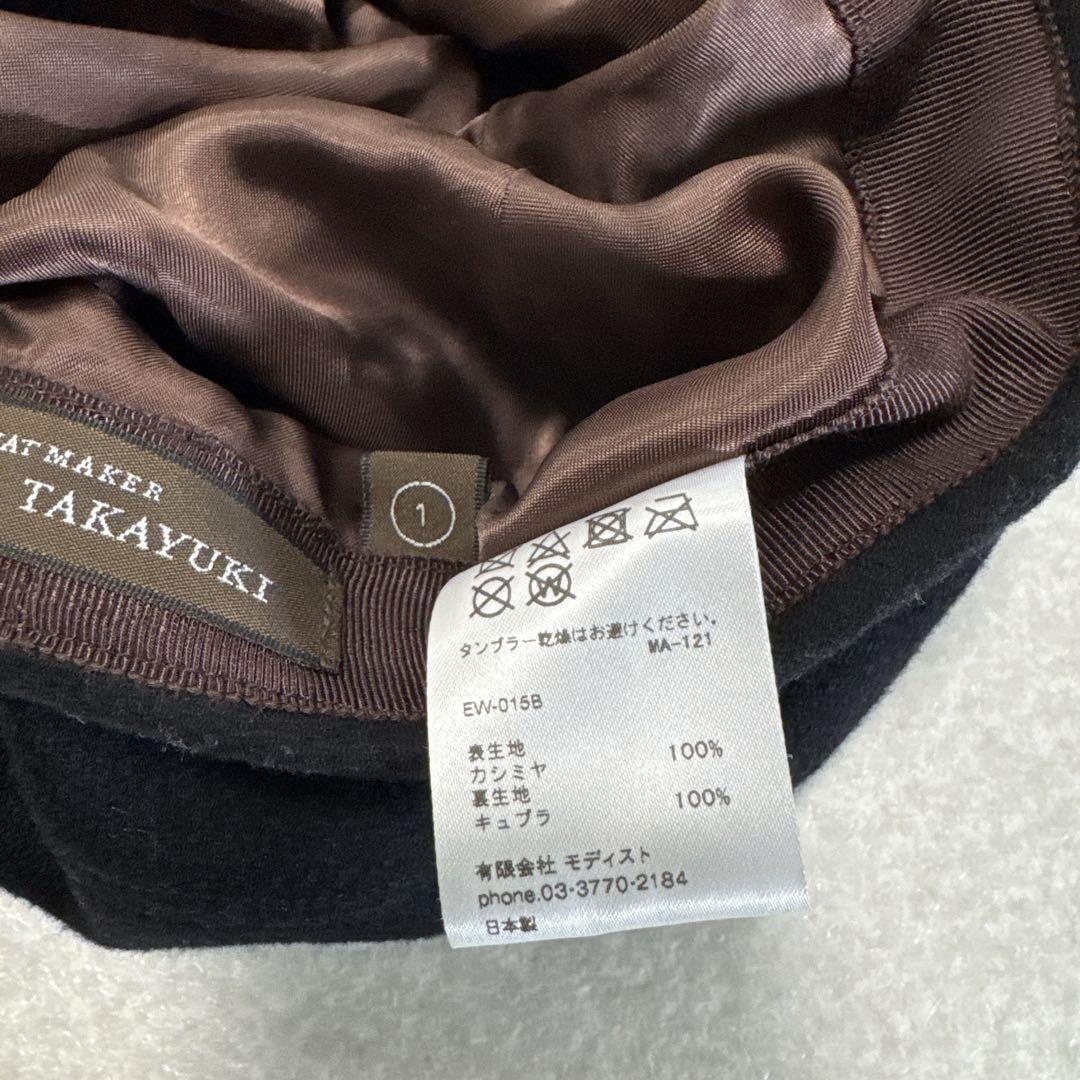 HAT MAKER
TAKAYUKI
1
W
タンブラー乾燥はお避けください。
MA-121
EW-015B
表生地 100%
カシミヤ
裏生地 100%
キュプラ
有限会社 モディスト
phone.03-3770-2184
日本製